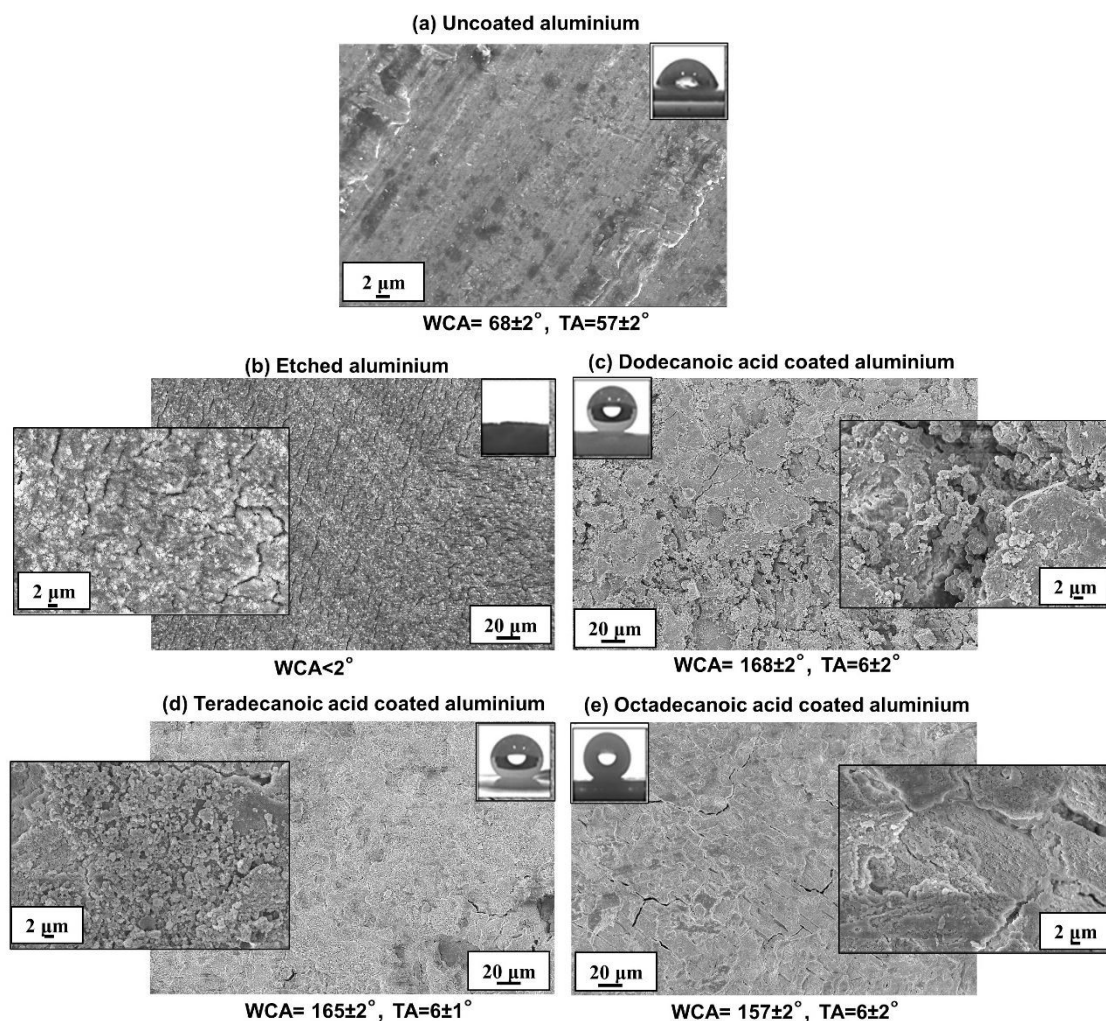 (a) Uncoated aluminium
2 µm
WCA= 68±2°, TA=57±2°
(b) Etched aluminium
2 µm
20 µm
WCA<2°
(c) Dodecanoic acid coated aluminium
20 µm
2 µm
WCA= 168±2°, TA=6±2°
(d) Teradecanoic acid coated aluminium
2 µm
20 µm
WCA= 165±2°, TA=6±1°
(e) Octadecanoic acid coated aluminium
20 µm
2 µm
WCA= 157±2°, TA=6±2°